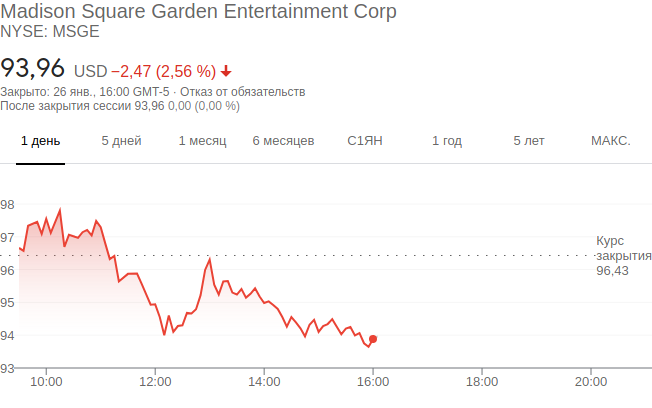 Madison Square Garden Entertainment Corp
NYSE: MSGE
93,96 USD −2,47 (2,56 %)
Закрыто: 26 янв., 16:00 GMT-5 · Отказ от обязательств
После закрытия сессии 93,96 0,00 (0,00 %)
1 день 5 дней 1 месяц 6 месяцев С1ЯН 1 год 5 лет МАКС.
98
97
Курс
закрытия
96,43
96
95
94
93
10:00 12:00 14:00 16:00 18:00 20:00